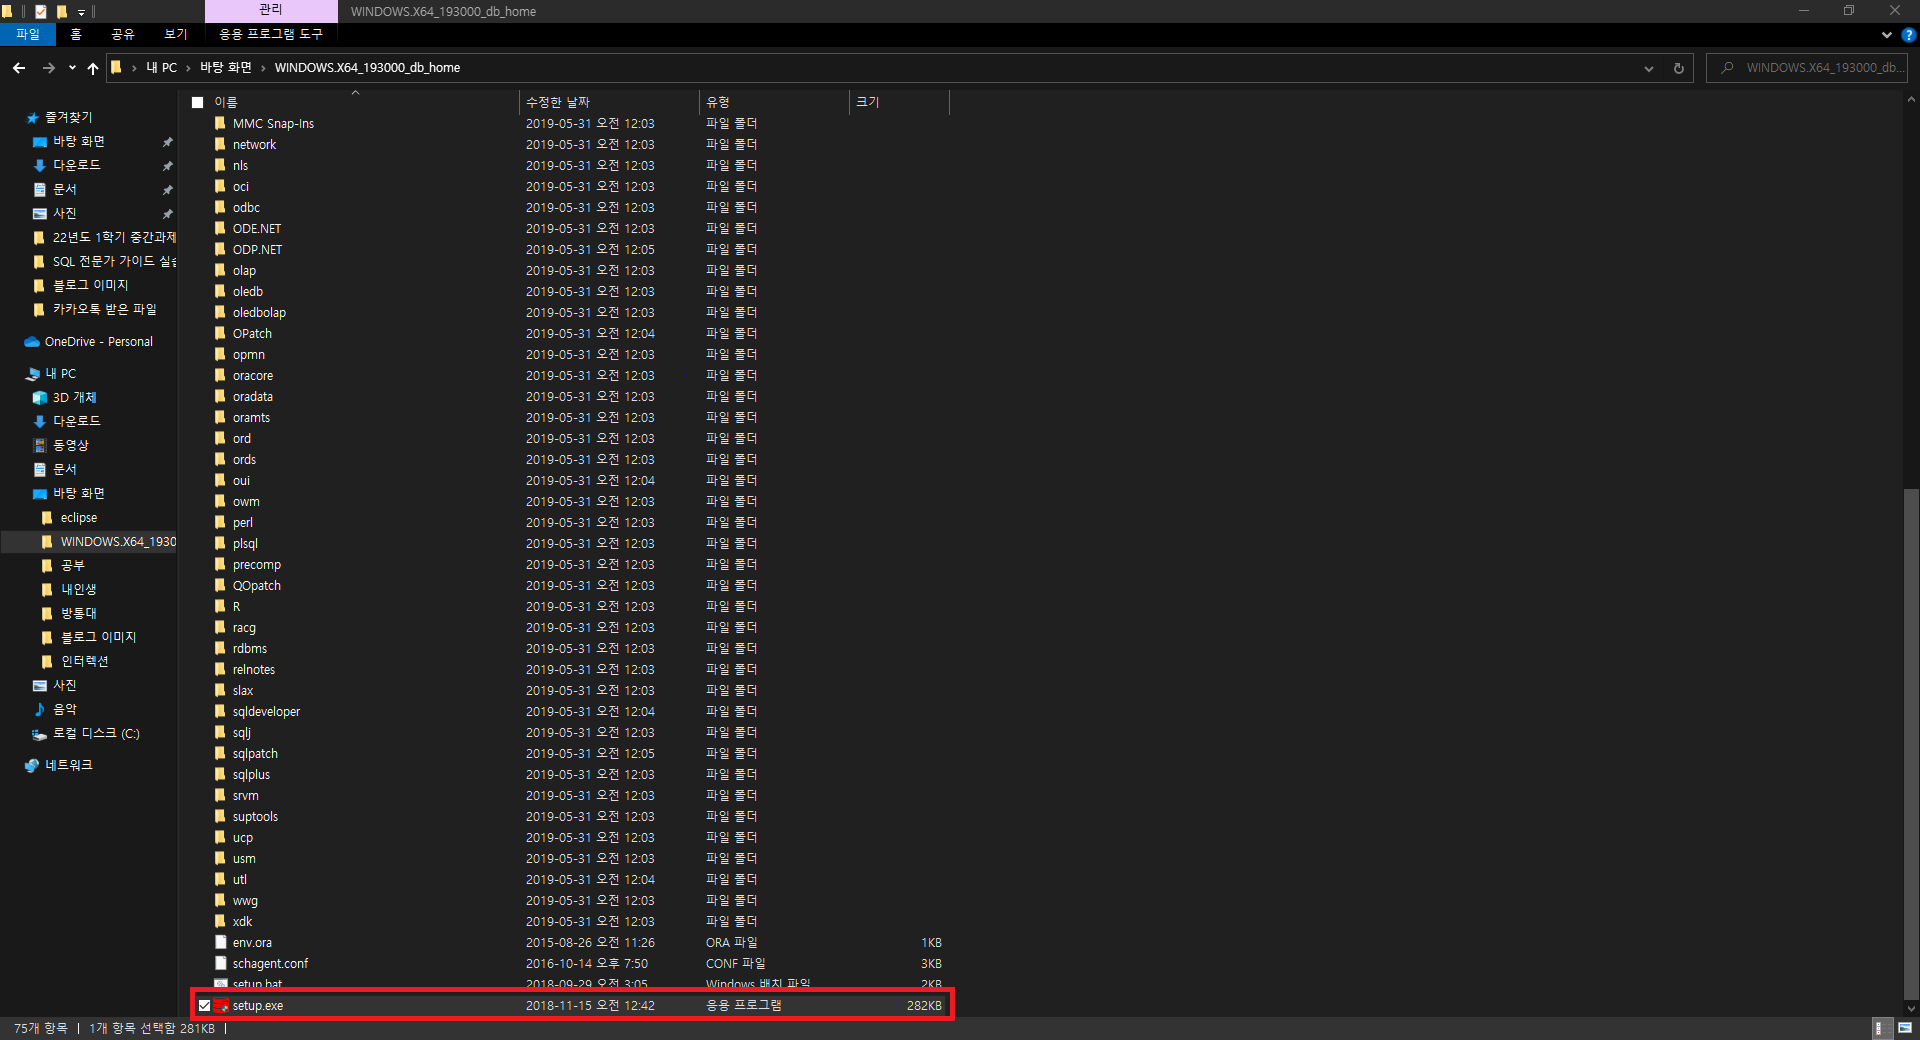 관리 WINDOWS.X64_193000_db_home
파일 홈 공유 보기 응용 프로그램 도구
내 PC 바탕 화면 WINDOWS.X64_193000_db_home WINDOWS.X64_193000_db...
즐겨찾기
바탕 화면
다운로드
문서
사진
22년도 1학기 중간과제
SQL 전문가 가이드 실습
블로그 이미지
카카오톡 받은 파일
OneDrive - Personal
내 PC
3D 개체
다운로드
동영상
문서
바탕 화면
eclipse
WINDOWS.X64_1930
공부
내인생
방통대
블로그 이미지
인터렉션
사진
음악
로컬 디스크 (C:)
네트워크
이름 수정한 날짜 유형 크기
MMC Snap-Ins 2019-05-31 오전 12:03 파일 폴더
network 2019-05-31 오전 12:03 파일 폴더
nls 2019-05-31 오전 12:03 파일 폴더
oci 2019-05-31 오전 12:03 파일 폴더
odbc 2019-05-31 오전 12:03 파일 폴더
ODE.NET 2019-05-31 오전 12:03 파일 폴더
ODP.NET 2019-05-31 오전 12:05 파일 폴더
olap 2019-05-31 오전 12:03 파일 폴더
oledb 2019-05-31 오전 12:03 파일 폴더
oledbolap 2019-05-31 오전 12:03 파일 폴더
OPatch 2019-05-31 오전 12:04 파일 폴더
opmn 2019-05-31 오전 12:03 파일 폴더
oracore 2019-05-31 오전 12:03 파일 폴더
oradata 2019-05-31 오전 12:03 파일 폴더
oramts 2019-05-31 오전 12:03 파일 폴더
ord 2019-05-31 오전 12:03 파일 폴더
ords 2019-05-31 오전 12:03 파일 폴더
oui 2019-05-31 오전 12:04 파일 폴더
owm 2019-05-31 오전 12:03 파일 폴더
perl 2019-05-31 오전 12:03 파일 폴더
plsql 2019-05-31 오전 12:03 파일 폴더
precomp 2019-05-31 오전 12:03 파일 폴더
QOpatch 2019-05-31 오전 12:03 파일 폴더
R 2019-05-31 오전 12:03 파일 폴더
racg 2019-05-31 오전 12:03 파일 폴더
rdbms 2019-05-31 오전 12:03 파일 폴더
relnotes 2019-05-31 오전 12:03 파일 폴더
slax 2019-05-31 오전 12:03 파일 폴더
sqldeveloper 2019-05-31 오전 12:04 파일 폴더
sqlj 2019-05-31 오전 12:03 파일 폴더
sqlpatch 2019-05-31 오전 12:05 파일 폴더
sqlplus 2019-05-31 오전 12:03 파일 폴더
srvm 2019-05-31 오전 12:03 파일 폴더
suptools 2019-05-31 오전 12:03 파일 폴더
ucp 2019-05-31 오전 12:03 파일 폴더
usm 2019-05-31 오전 12:03 파일 폴더
utl 2019-05-31 오전 12:04 파일 폴더
wwg 2019-05-31 오전 12:03 파일 폴더
xdk 2019-05-31 오전 12:03 파일 폴더
env.ora 2015-08-26 오전 11:26 ORA 파일 1KB
schagent.conf 2016-10-14 오후 7:50 CONF 파일 3KB
setup.bat 2018-09-29 오전 3:05 Windows 배치 파일 2KB
setup.exe 2018-11-15 오전 12:42 응용 프로그램 282KB
75개 항목 1개 항목 선택함 281KB